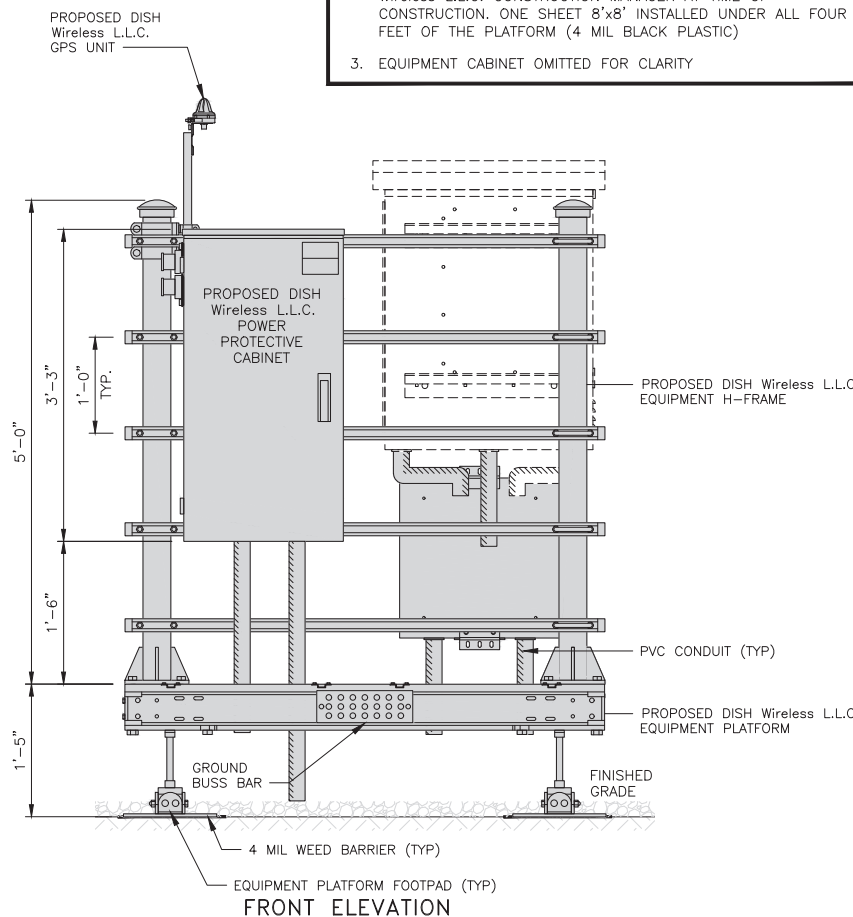 CONSTRUCTION. ONE SHEET 8'x8' INSTALLED UNDER ALL FOUR
FEET OF THE PLATFORM (4 MIL BLACK PLASTIC)
3. EQUIPMENT CABINET OMITTED FOR CLARITY
PROPOSED DISH
Wireless L.L.C.
GPS UNIT
PROPOSED DISH
Wireless L.L.C.
POWER
PROTECTIVE
CABINET
5'-0"
3'-3"
1'-0"
TYP.
1'-6"
1'-5"
PROPOSED DISH Wireless L.L.C
EQUIPMENT H-FRAME
PVC CONDUIT (TYP)
PROPOSED DISH Wireless L.L.C
EQUIPMENT PLATFORM
GROUND
BUSS BAR
FINISHED
GRADE
4 MIL WEED BARRIER (TYP)
EQUIPMENT PLATFORM FOOTPAD (TYP)
FRONT ELEVATION